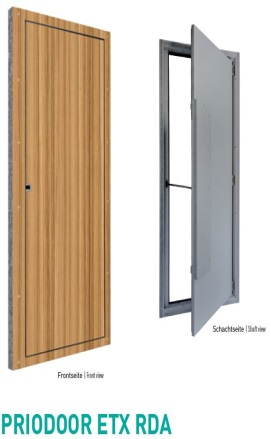 Frontseite | Front view
Schachtseite | Shaft view
PRIODOOR ETX RDA